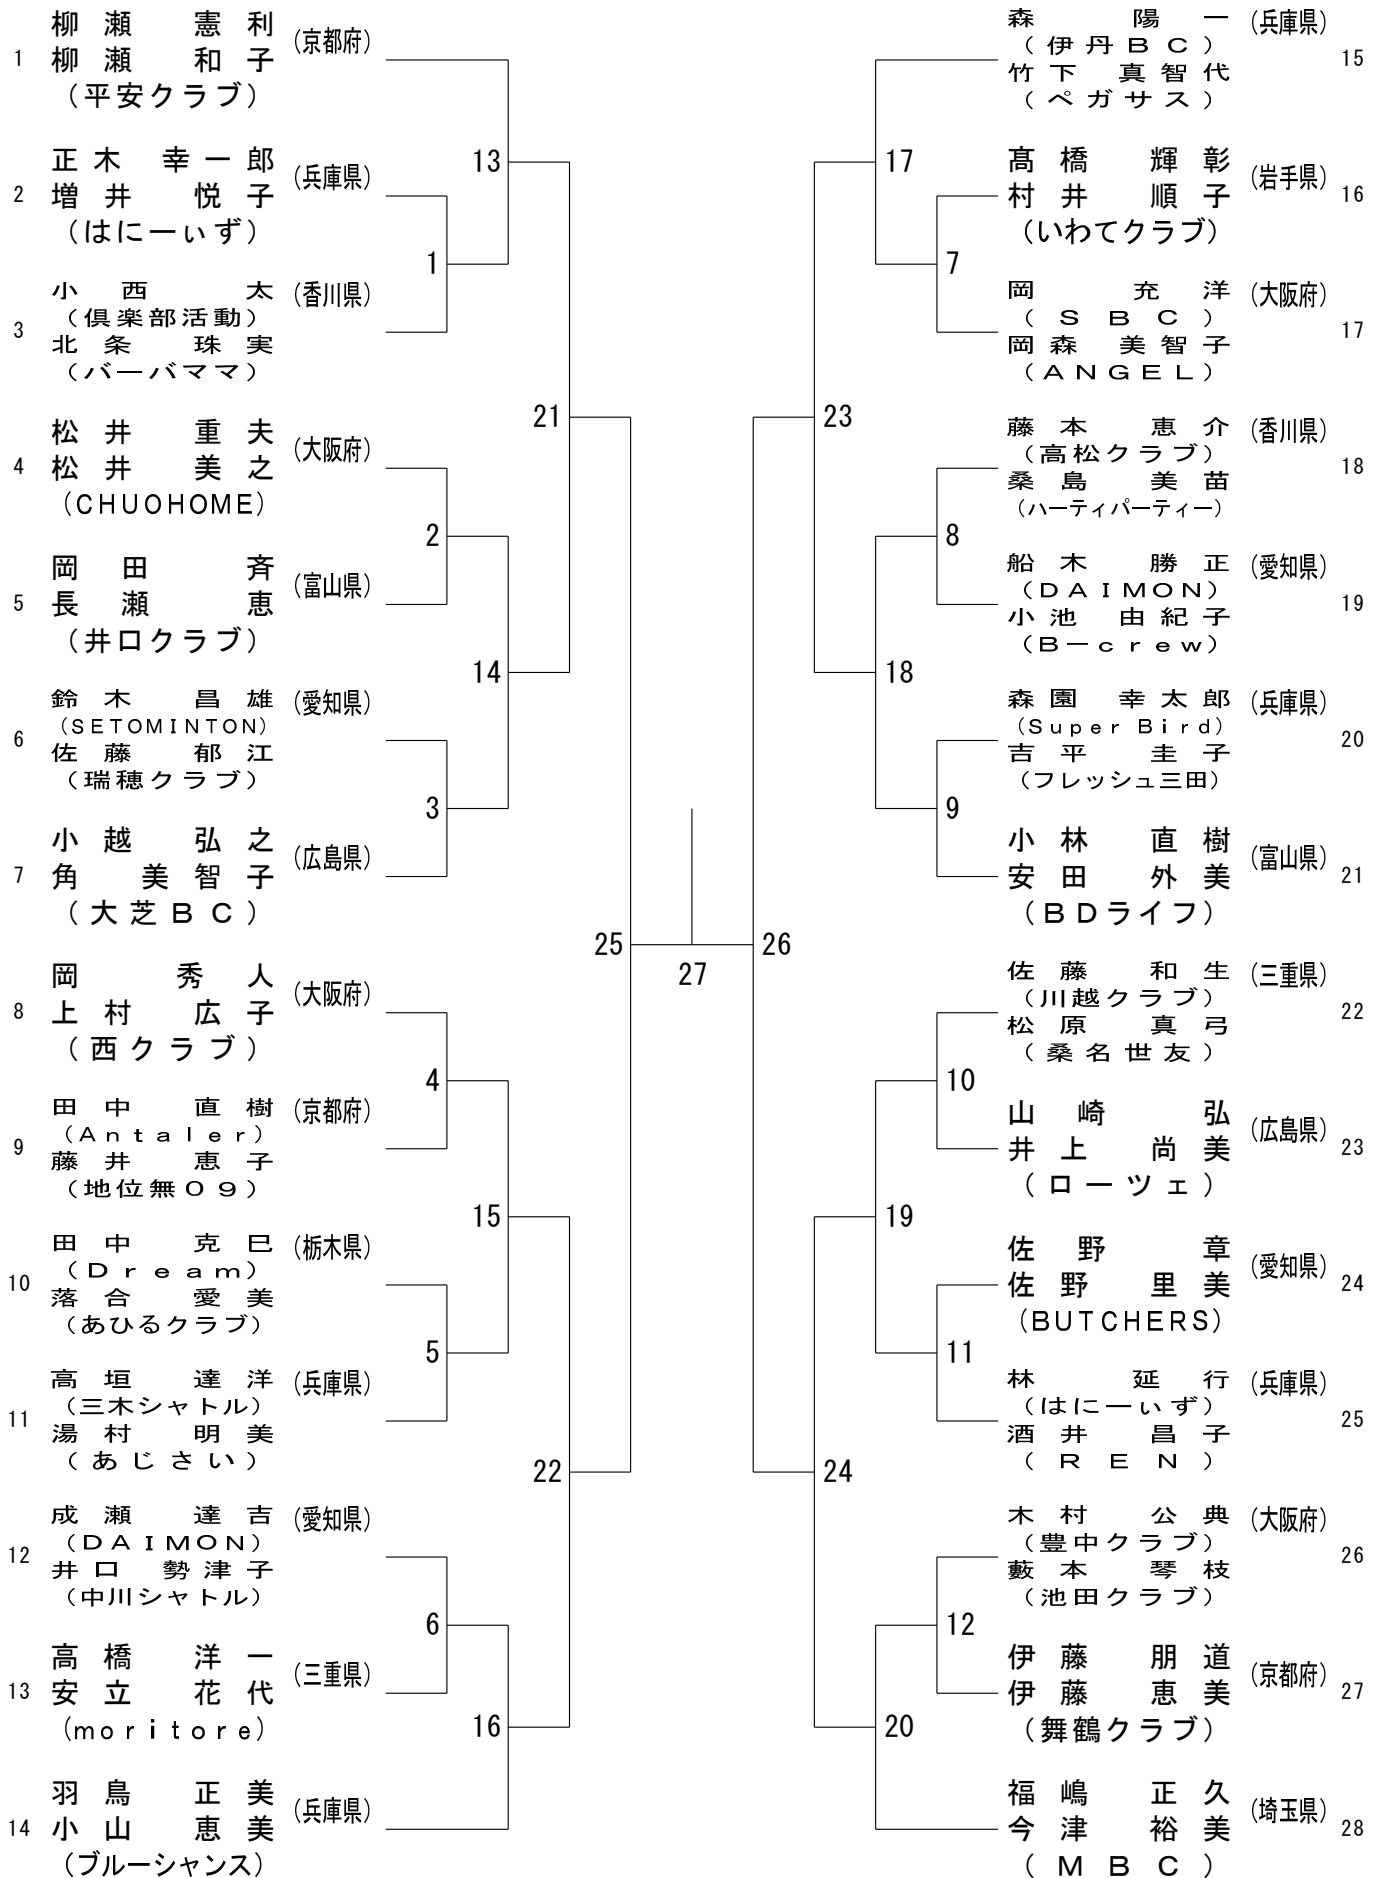 1
柳瀬 憲利
柳瀬 和子
(平安クラブ)
(京都府)
2
正木 幸一郎
増井 悦子
(はにーぃず)
(兵庫県)
3
小西 太
(倶楽部活動)
北条 珠実
(バーバママ)
(香川県)
4
松井 重夫
松井 美之
(CHUOHOME)
(大阪府)
5
岡田 斉
長瀬 恵
(井口クラブ)
(富山県)
6
鈴木 昌雄
(SETOMINTON)
佐藤 郁江
(瑞穂クラブ)
(愛知県)
7
小越 弘之
角 美智子
(大芝BC)
(広島県)
8
岡 秀人
上村 広子
(西クラブ)
(大阪府)
9
田中 直樹
(Antaler)
藤井 恵子
(地位無09)
(京都府)
10
田中 克巳
(Dream)
落合 愛美
(あひるクラブ)
(栃木県)
11
高垣 達洋
(三木シャトル)
湯村 明美
(あじさい)
(兵庫県)
12
成瀬 達吉
(DAIMON)
井口 勢津子
(中川シャトル)
(愛知県)
13
高橋 洋一
安立 花代
(moritore)
(三重県)
14
羽鳥 正美
小山 恵美
(ブルーシャンス)
(兵庫県)
13
1
21
2
14
3
25
4
15
5
22
6
16
27
17
7
23
8
18
9
26
10
19
11
24
12
20
森 陽一
(伊丹BC)
竹下 真智代
(ペガサス)
(兵庫県)
15
髙橋 輝彰
村井 順子
(いわてクラブ)
(岩手県)
16
岡 充洋
(SBC)
岡森 美智子
(ANGEL)
(大阪府)
17
藤本 恵介
(高松クラブ)
桑島 美苗
(ハーティパーティー)
(香川県)
18
船木 勝正
(DAIMON)
小池 由紀子
(B-crew)
(愛知県)
19
森園 幸太郎
(Super Bird)
吉平 圭子
(フレッシュ三田)
(兵庫県)
20
小林 直樹
安田 外美
(BDライフ)
(富山県)
21
佐藤 和生
(川越クラブ)
松原 真弓
(桑名世友)
(三重県)
22
山崎 弘
井上 尚美
(ローツェ)
(広島県)
23
佐野 章
佐野 里美
(BUTCHERS)
(愛知県)
24
林 延行
(はにーぃず)
酒井 昌子
(REN)
(兵庫県)
25
木村 公典
(豊中クラブ)
藪本 琴枝
(池田クラブ)
(大阪府)
26
伊藤 朋道
伊藤 恵美
(舞鶴クラブ)
(京都府)
27
福嶋 正久
今津 裕美
(MBC)
(埼玉県)
28